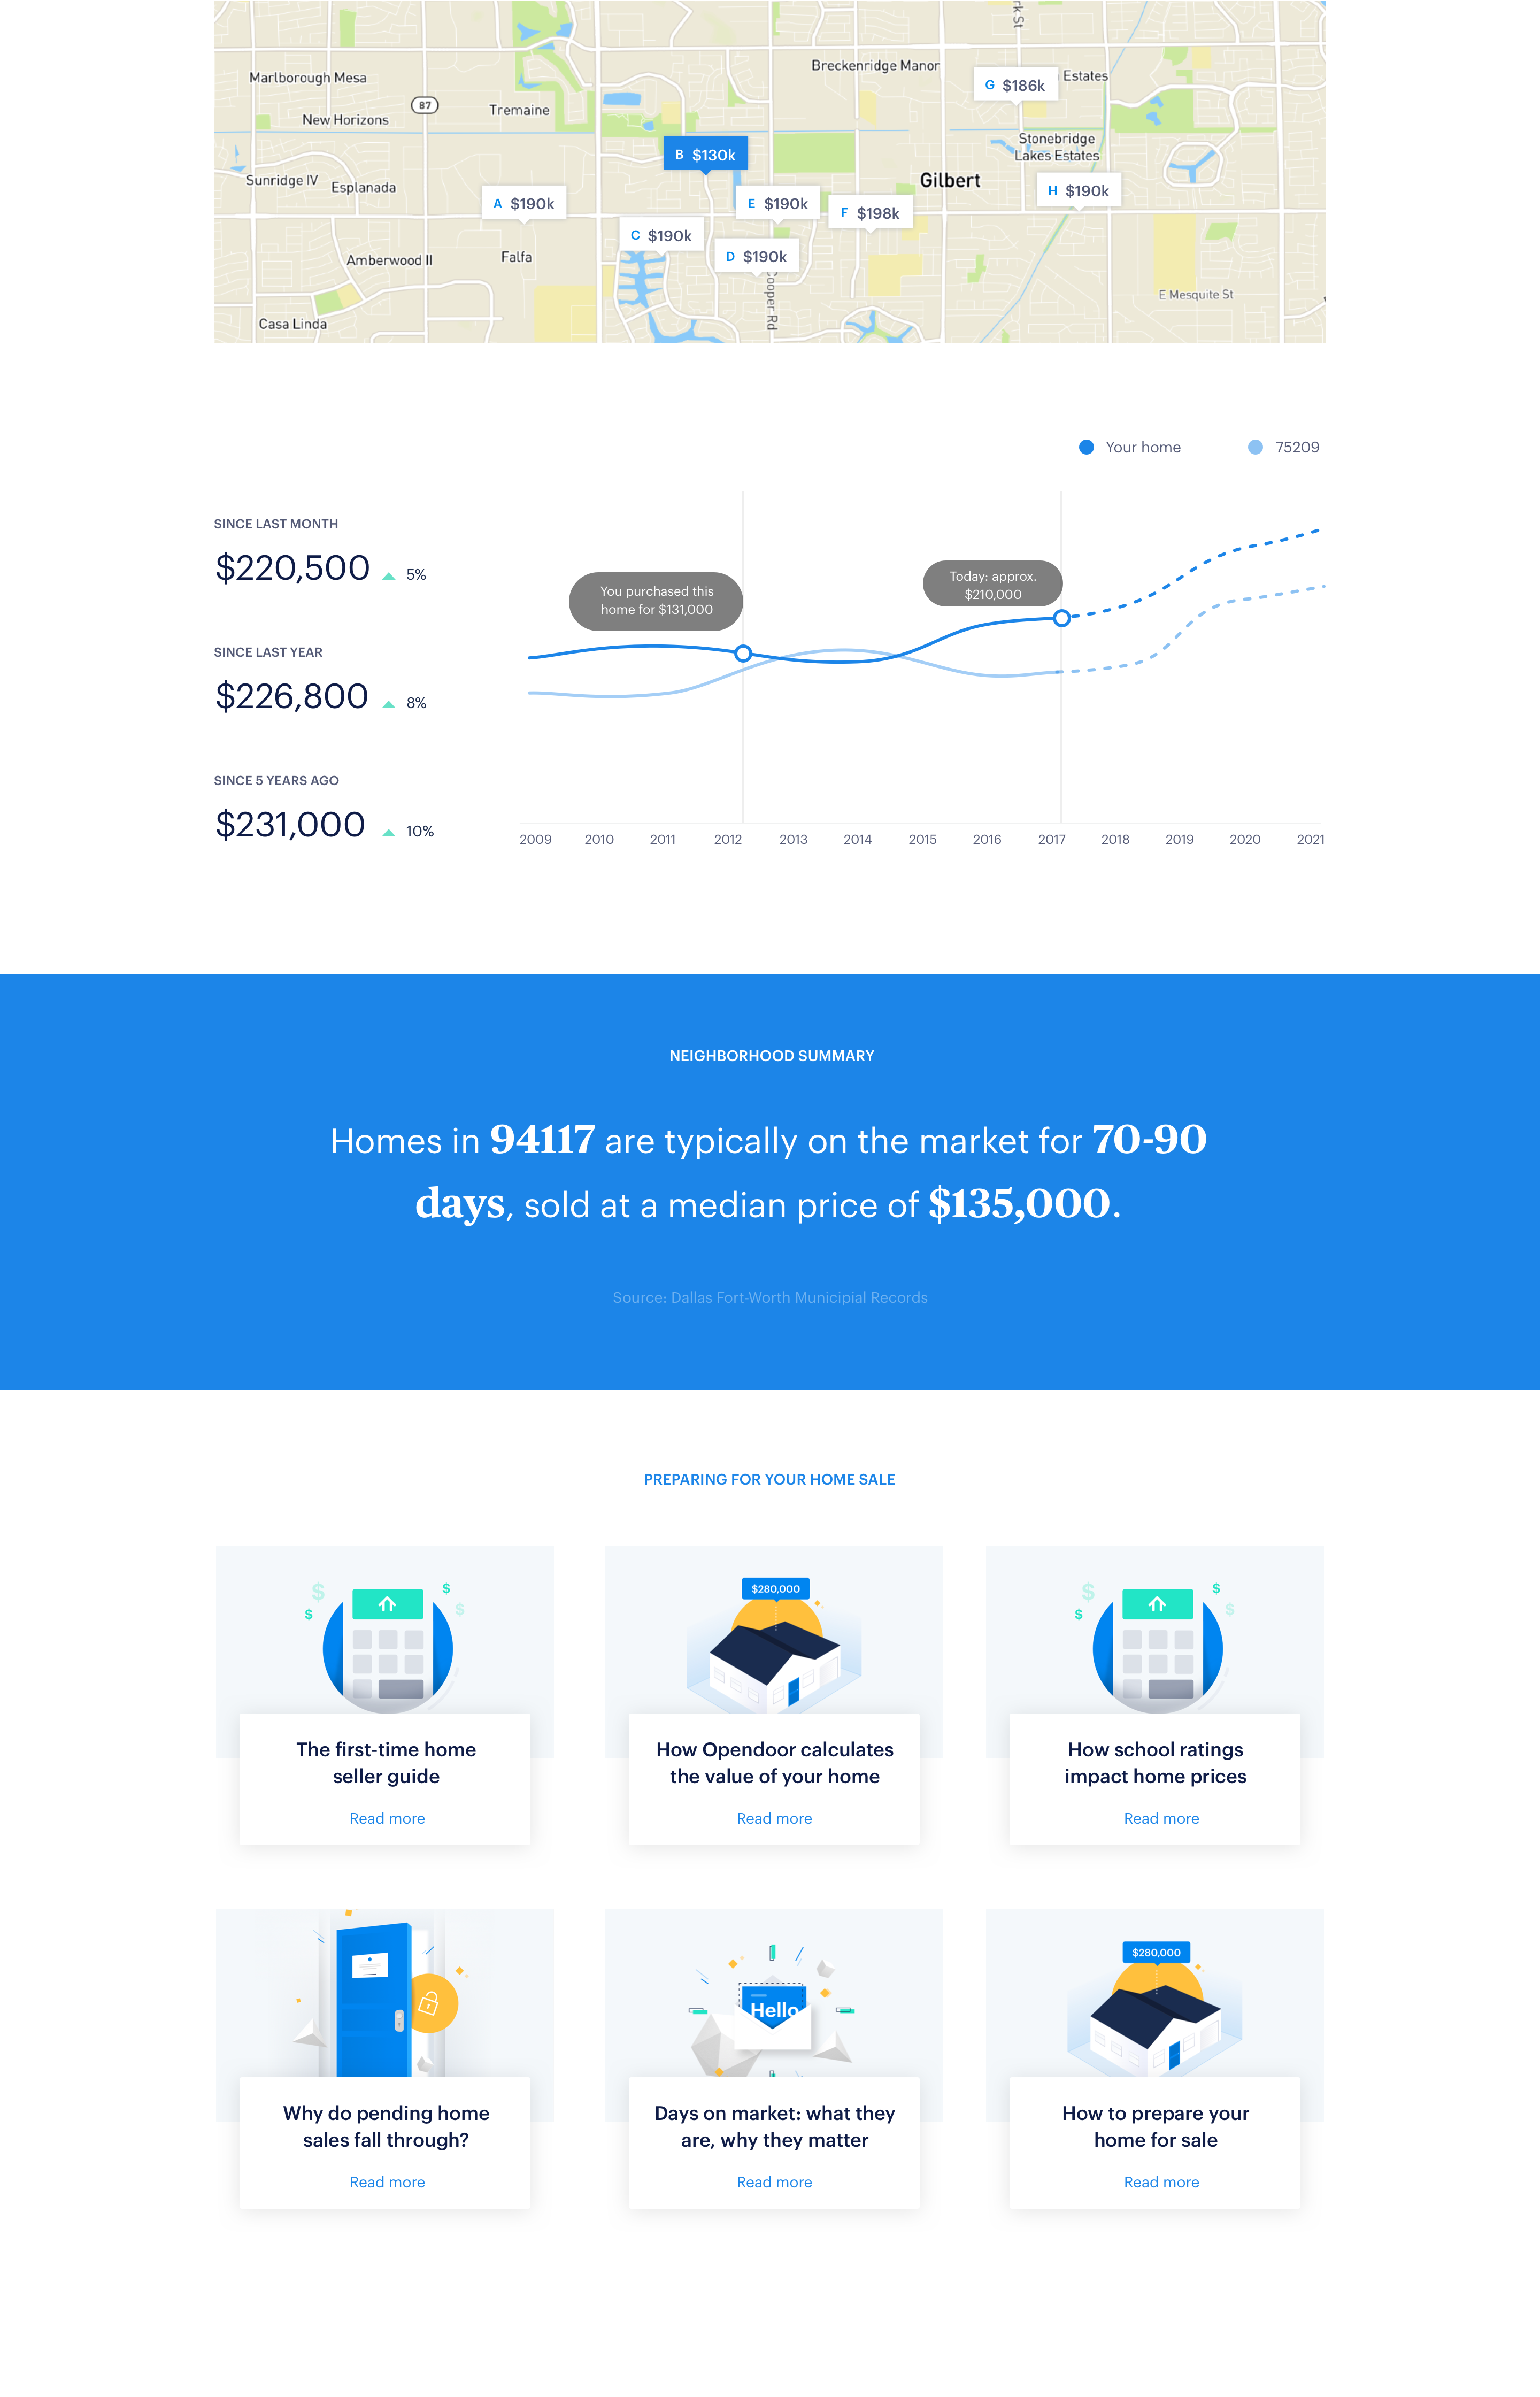 rk St
Breckenridge Manor
G $186k
Estates
Marlborough Mesa
87
Tremaine
New Horizons
Stonebridge
Lakes Estates
B $130k
Sunridge IV
Esplanada
Gilbert
H $190k
A $190k
E $190k
F $198k
C $190k
D $190k
Amberwood II
Falfa
Cooper Rd
E Mesquite St
Casa Linda
Your home
75209
SINCE LAST MONTH
$220,500 5%
SINCE LAST YEAR
$226,800 8%
SINCE 5 YEARS AGO
$231,000 10%
You purchased this
home for $131,000
Today: approx.
$210,000
2009 2010 2011 2012 2013 2014 2015 2016 2017 2018 2019 2020 2021
NEIGHBORHOOD SUMMARY
Homes in 94117 are typically on the market for 70-90
days, sold at a median price of $135,000.
Source: Dallas Fort-Worth Municipial Records
PREPARING FOR YOUR HOME SALE
$ $ $ $
The first-time home
seller guide
Read more
$280,000
How Opendoor calculates
the value of your home
Read more
$ $ $ $
How school ratings
impact home prices
Read more
Why do pending home
sales fall through?
Read more
Hello
Days on market: what they
are, why they matter
Read more
$280,000
How to prepare your
home for sale
Read more